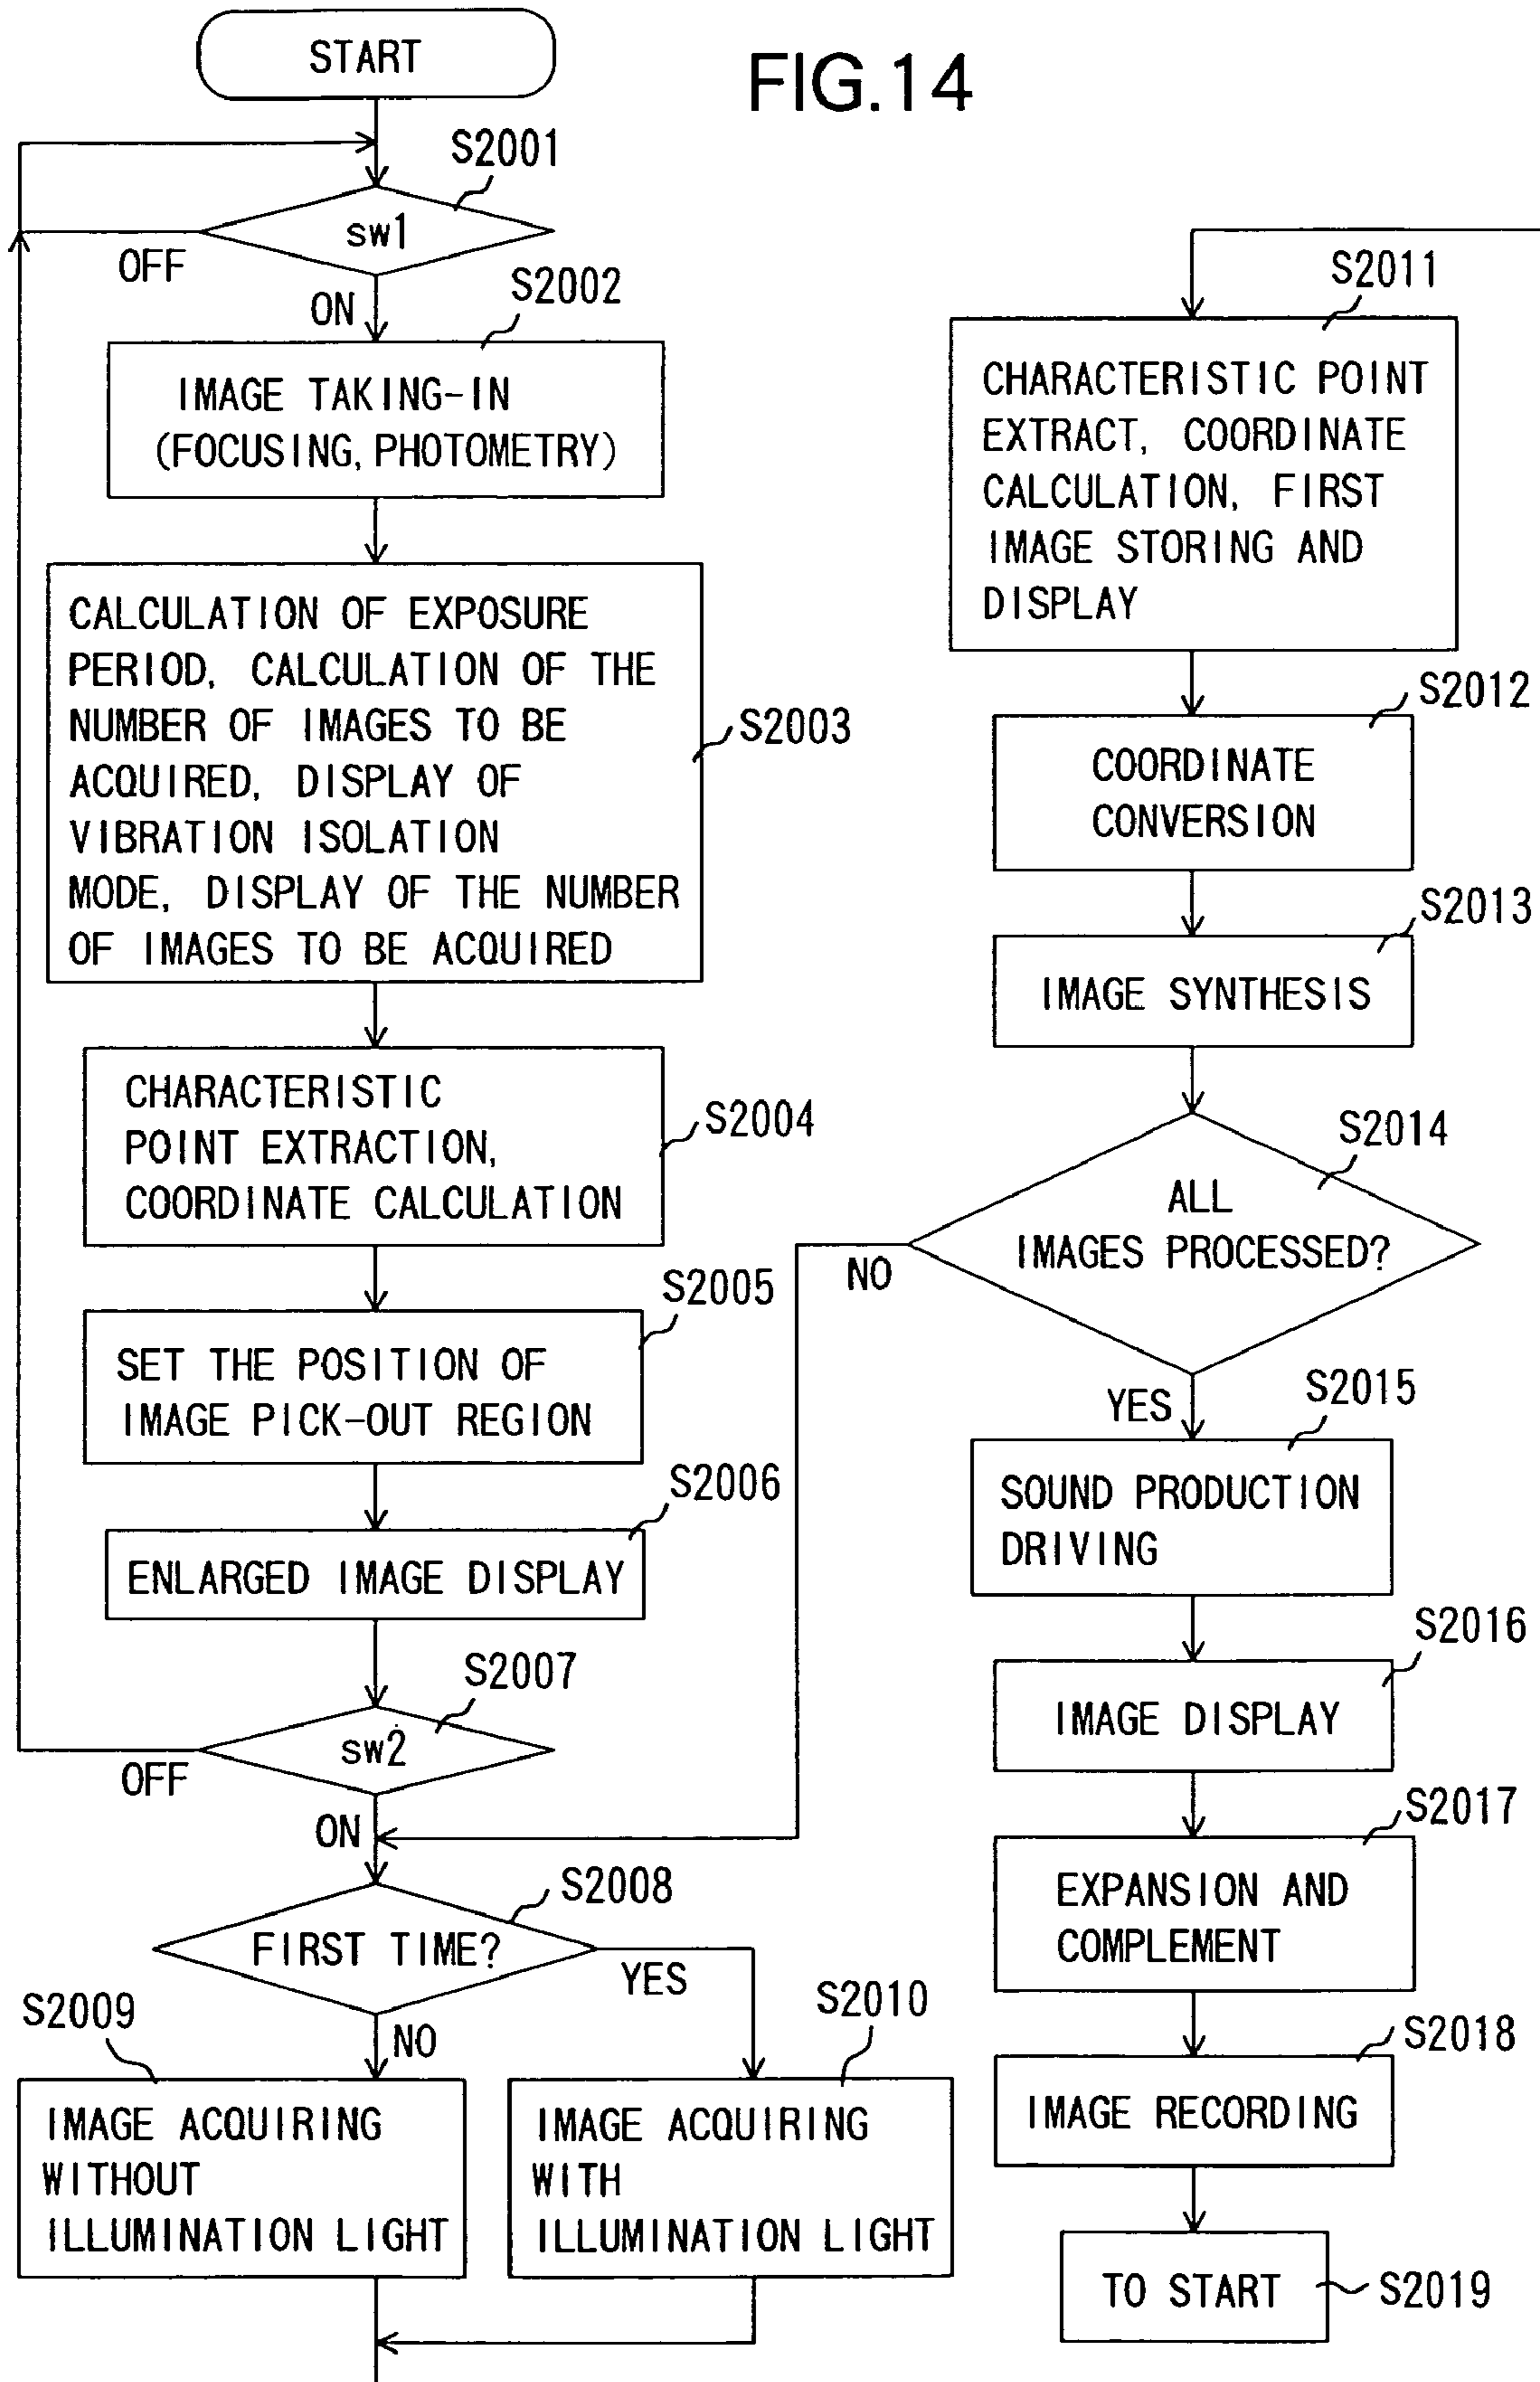 FIG.14
START
S2001
sw1
OFF
ON
S2002
IMAGE TAKING-IN
(FOCUSING, PHOTOMETRY)
CALCULATION OF EXPOSURE
PERIOD, CALCULATION OF THE
NUMBER OF IMAGES TO BE
ACQUIRED, DISPLAY OF
VIBRATION ISOLATION
MODE, DISPLAY OF THE NUMBER
OF IMAGES TO BE ACQUIRED
S2003
CHARACTERISTIC
POINT EXTRACTION,
COORDINATE CALCULATION
S2004
S2005
SET THE POSITION OF
IMAGE PICK-OUT REGION
S2006
ENLARGED IMAGE DISPLAY
S2007
sw2
OFF
ON
S2008
FIRST TIME?
YES
NO
S2009
IMAGE ACQUIRING
WITHOUT
ILLUMINATION LIGHT
S2010
IMAGE ACQUIRING
WITH
ILLUMINATION LIGHT
S2011
CHARACTERISTIC POINT
EXTRACT, COORDINATE
CALCULATION, FIRST
IMAGE STORING AND
DISPLAY
S2012
COORDINATE
CONVERSION
S2013
IMAGE SYNTHESIS
S2014
ALL
IMAGES PROCESSED?
NO
YES
S2015
SOUND PRODUCTION
DRIVING
S2016
IMAGE DISPLAY
S2017
EXPANSION AND
COMPLEMENT
S2018
IMAGE RECORDING
TO START
S2019